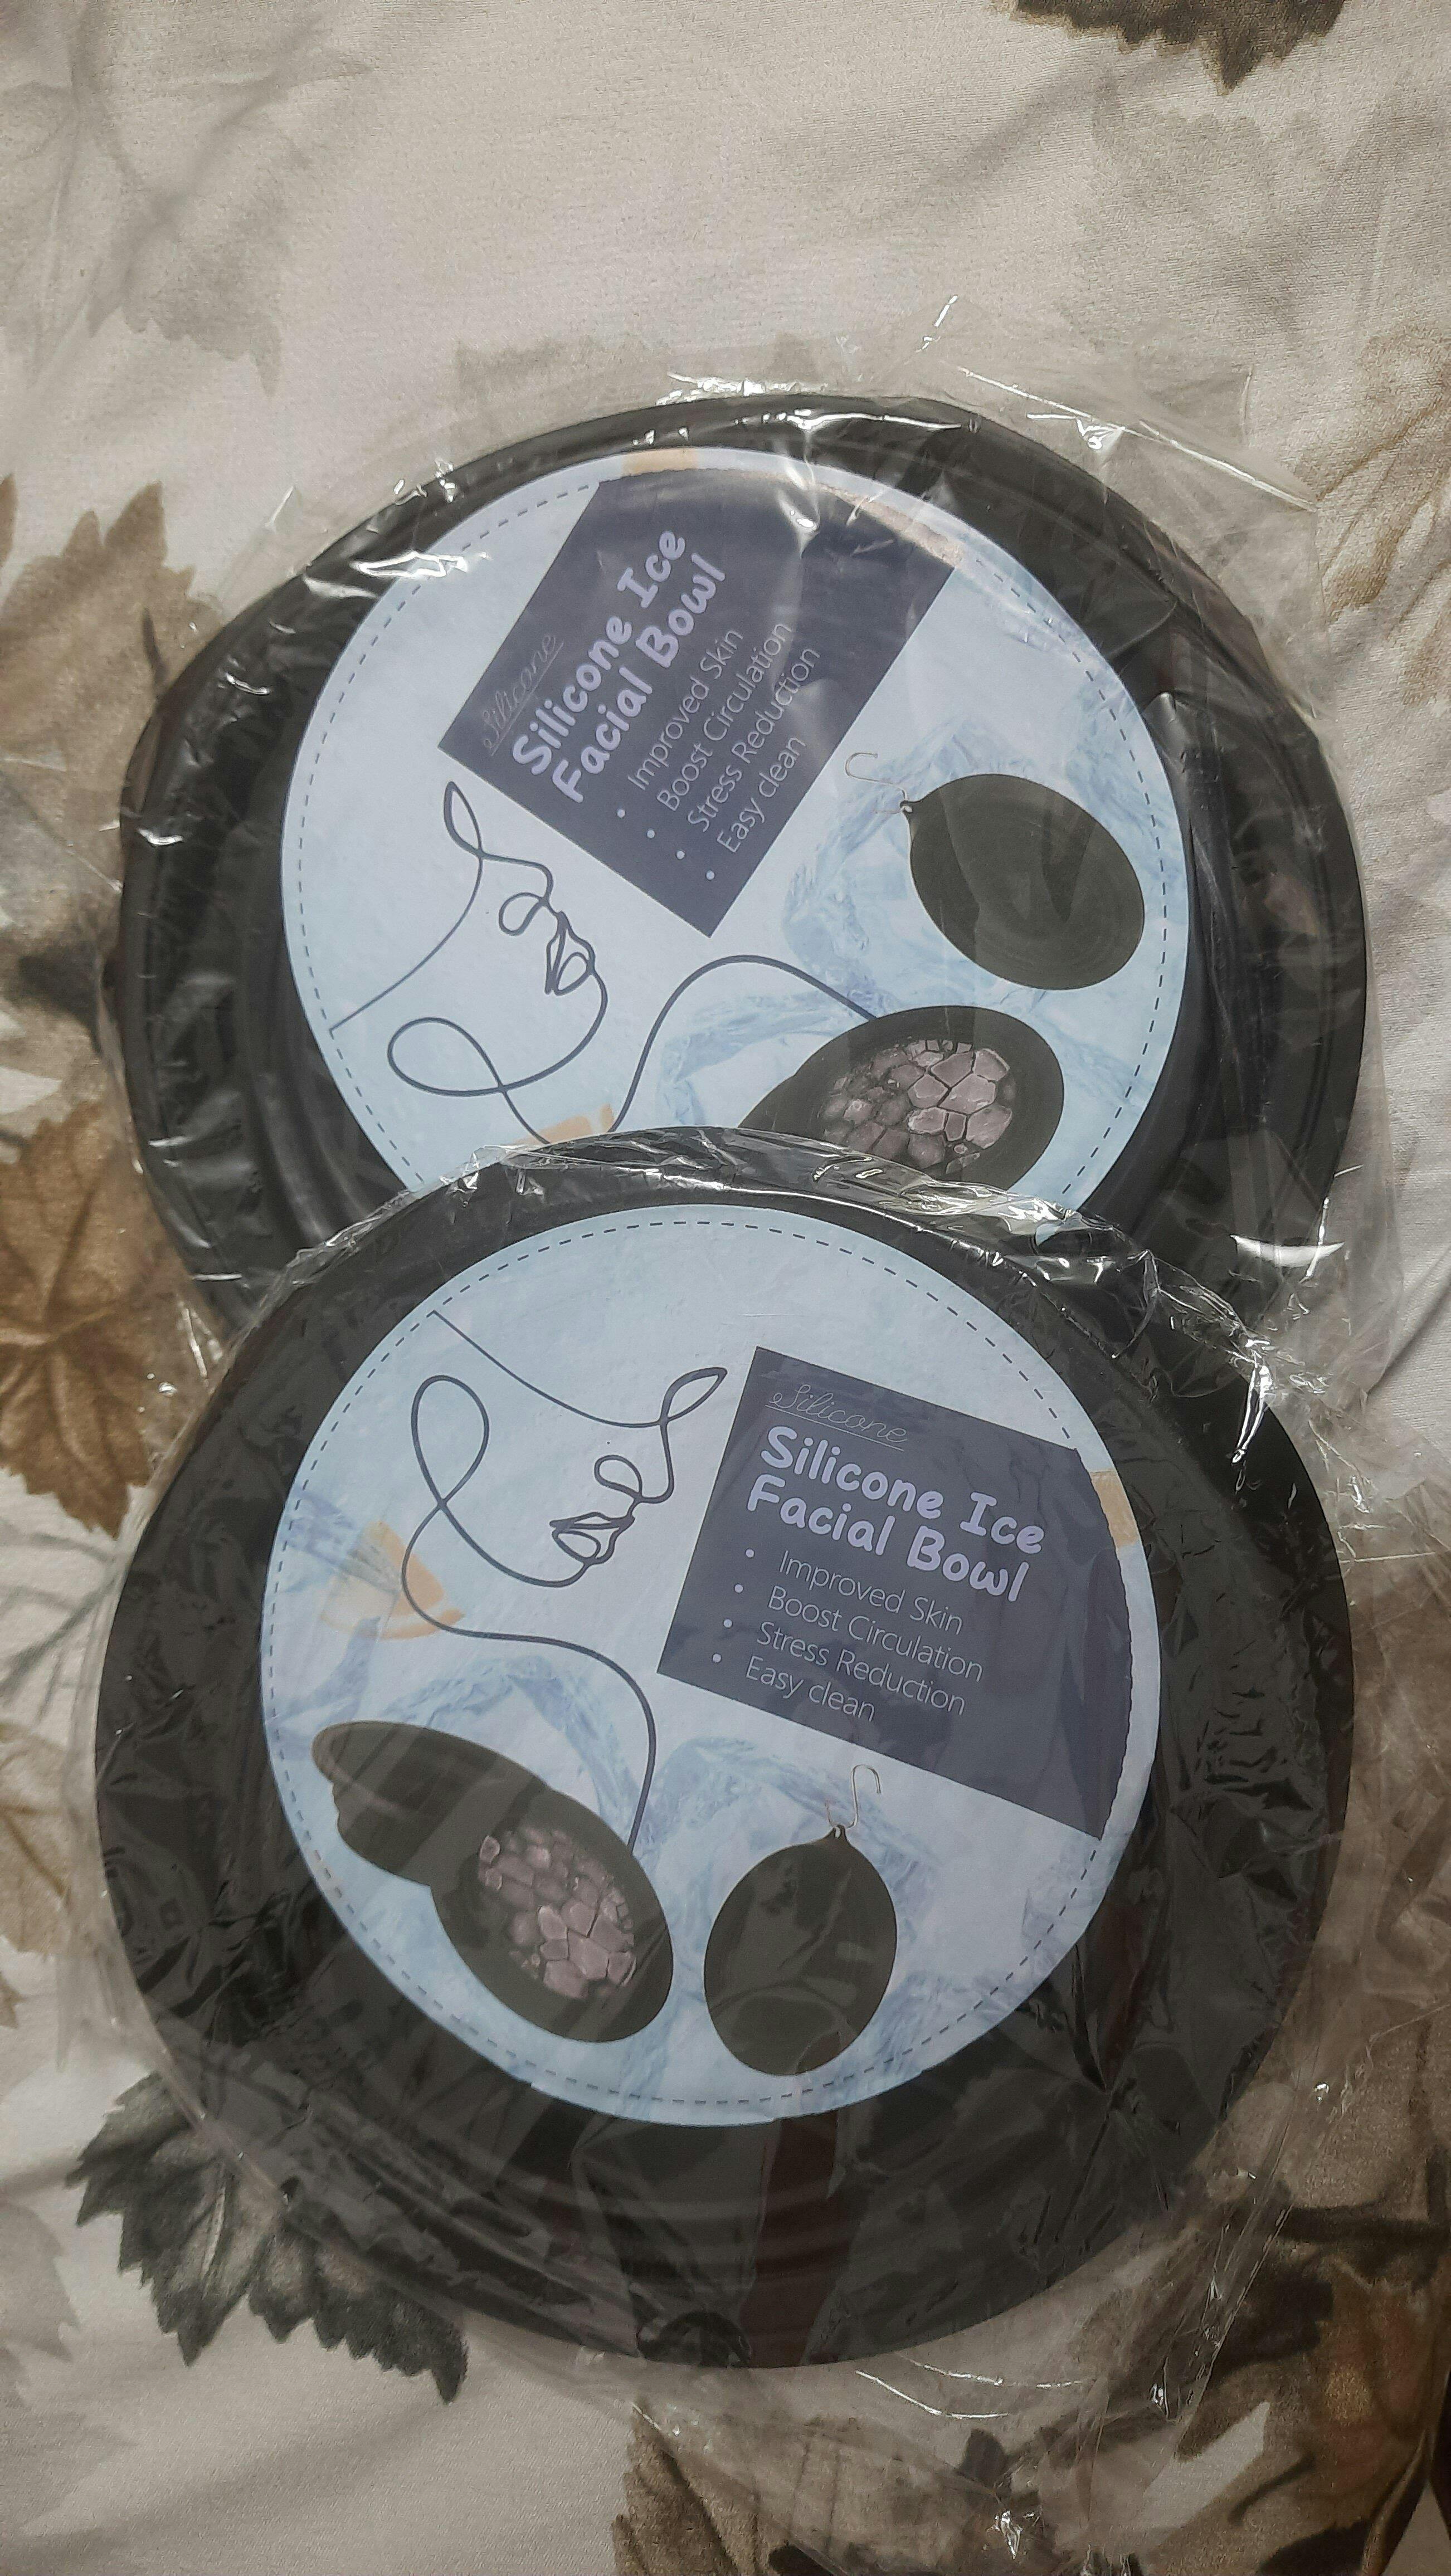 Silicone
Silicone Ice
Facial Bowl
• Improved Skin
• Boost Circulation
• Stress Reduction
• Easy clean
Silicone
Silicone Ice
Facial Bowl
• Improved Skin
• Boost Circulation
• Stress Reduction
• Easy clean